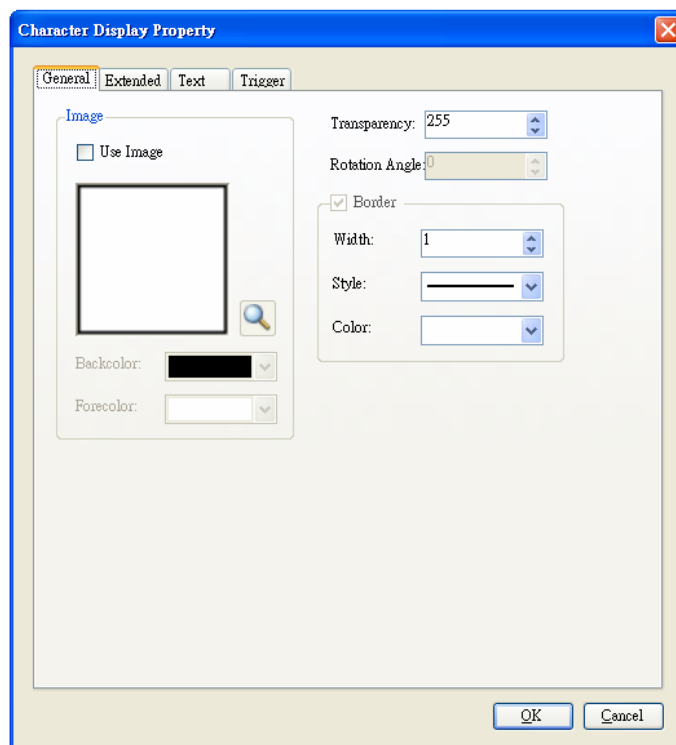 Character Display Property
General Extended Text Trigger
Image
Use Image
Backcolor:
Forecolor:
Transparency: 255
Rotation Angle: 0
Border
Width: 1
Style:
Color:
OK Cancel